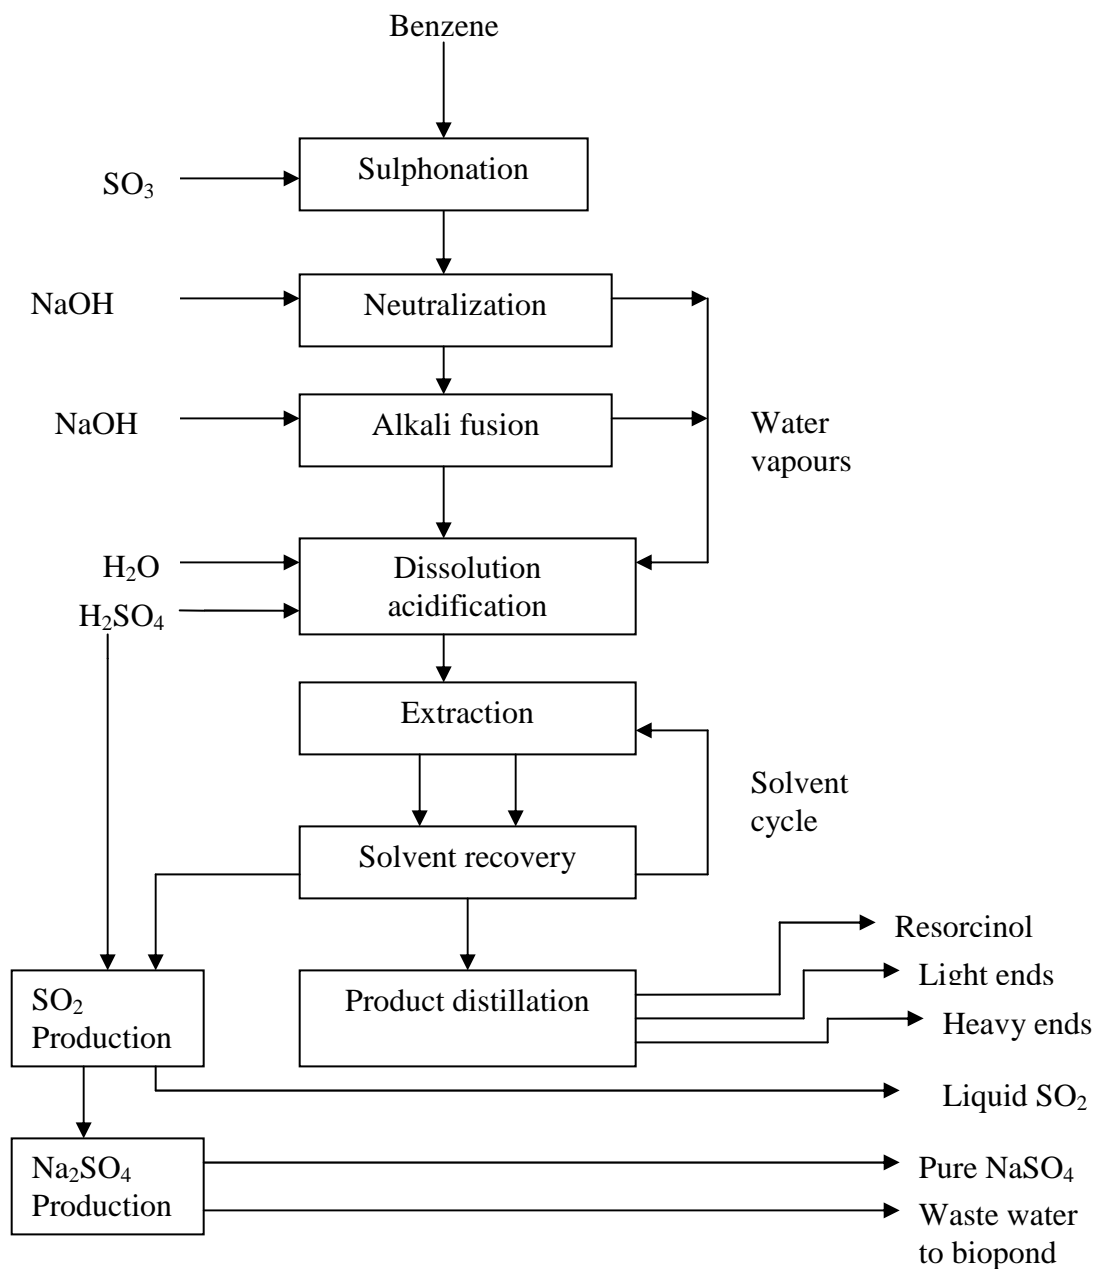 Benzene
Sulphonation
SO₃
NaOH
Neutralization
NaOH
Alkali fusion
Water
vapours
H₂O
Dissolution
acidification
H₂SO₄
Extraction
Solvent
cycle
Solvent recovery
Resorcinol
Light ends
Heavy ends
SO₂
Production
Product distillation
Liquid SO₂
Na₂SO₄
Production
Pure NaSO₄
Waste water
to biopond